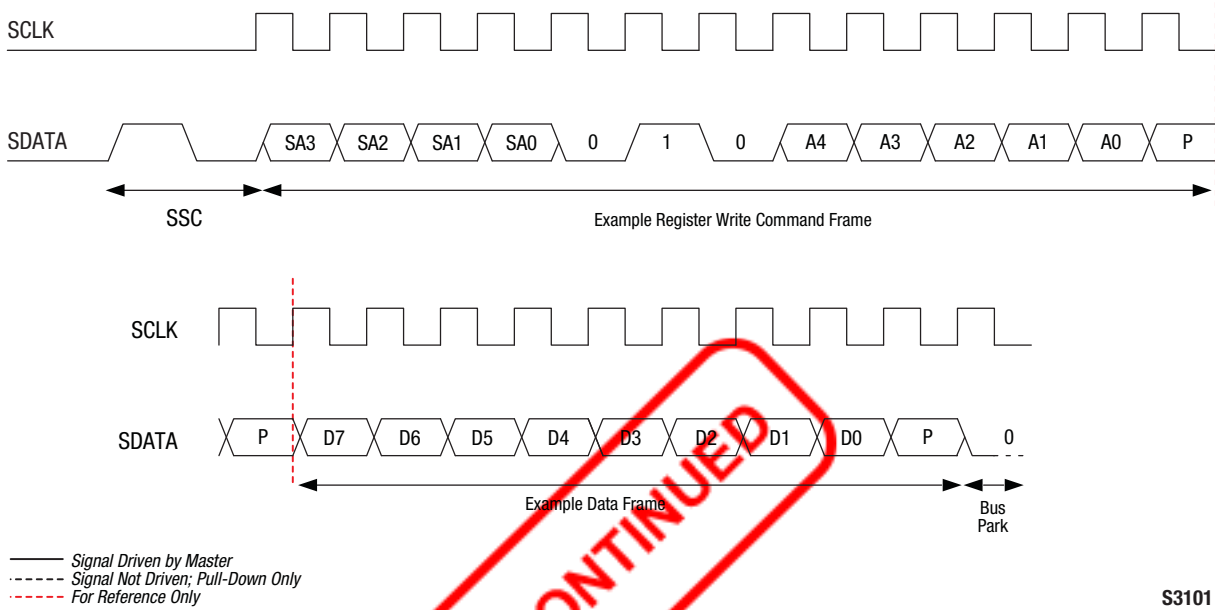 SCLK
SDATA SA3 SA2 SA1 SA0 0 1 0 A4 A3 A2 A1 A0 P
SSC Example Register Write Command Frame
SCLK
SDATA P D7 D6 D5 D4 D3 D2 D1 D0 P 0
Example Data Frame Bus
Park
ONTINUED
Signal Driven by Master
Signal Not Driven; Pull-Down Only
For Reference Only
S3101